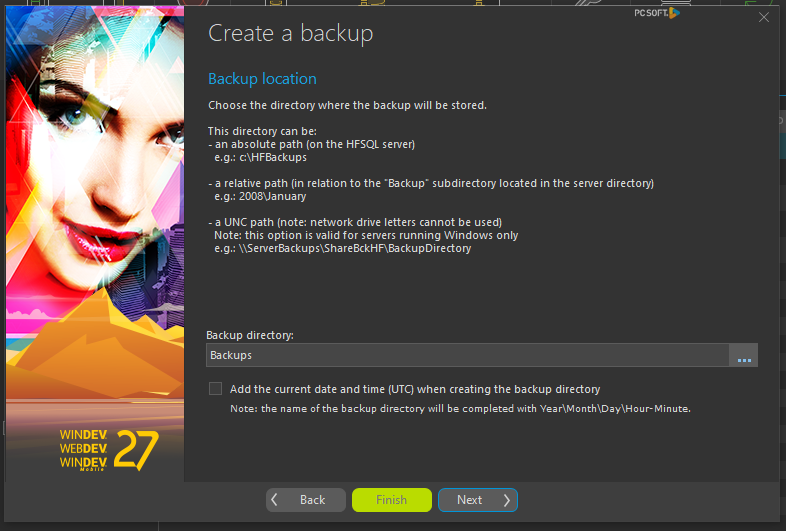 PC SOFT
Create a backup
Backup location
Choose the directory where the backup will be stored.
This directory can be:
- an absolute path (on the HFSQL server)
e.g.: c:\HFBackups
- a relative path (in relation to the "Backup" subdirectory located in the server directory)
e.g.: 2008\January
- a UNC path (note: network drive letters cannot be used)
Note: this option is valid for servers running Windows only
e.g.: \\ServerBackups\ShareBckHF\BackupDirectory
Backup directory:
Backups
...
Add the current date and time (UTC) when creating the backup directory
Note: the name of the backup directory will be completed with Year\Month\Day\Hour-Minute.
WINDEV
WEBDEV 27
WINDEV
Mobile
Back
Finish
Next